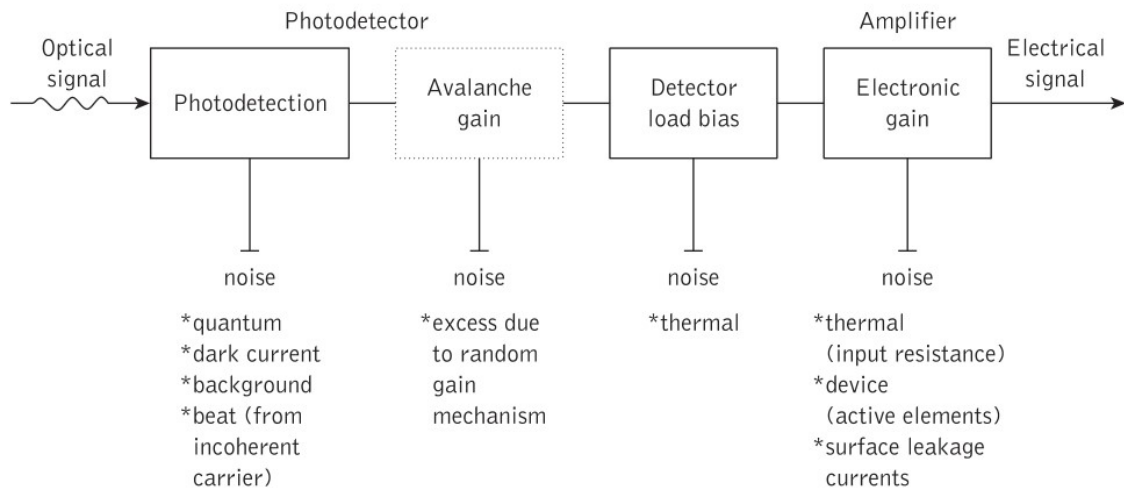 Photodetector
Amplifier
Optical
signal
Photodetection
Avalanche
gain
Detector
load bias
Electronic
gain
Electrical
signal
noise
*quantum
*dark current
*background
*beat (from
incoherent
carrier)
noise
*excess due
to random
gain
mechanism
noise
*thermal
noise
*thermal
(input resistance)
*device
(active elements)
*surface leakage
currents